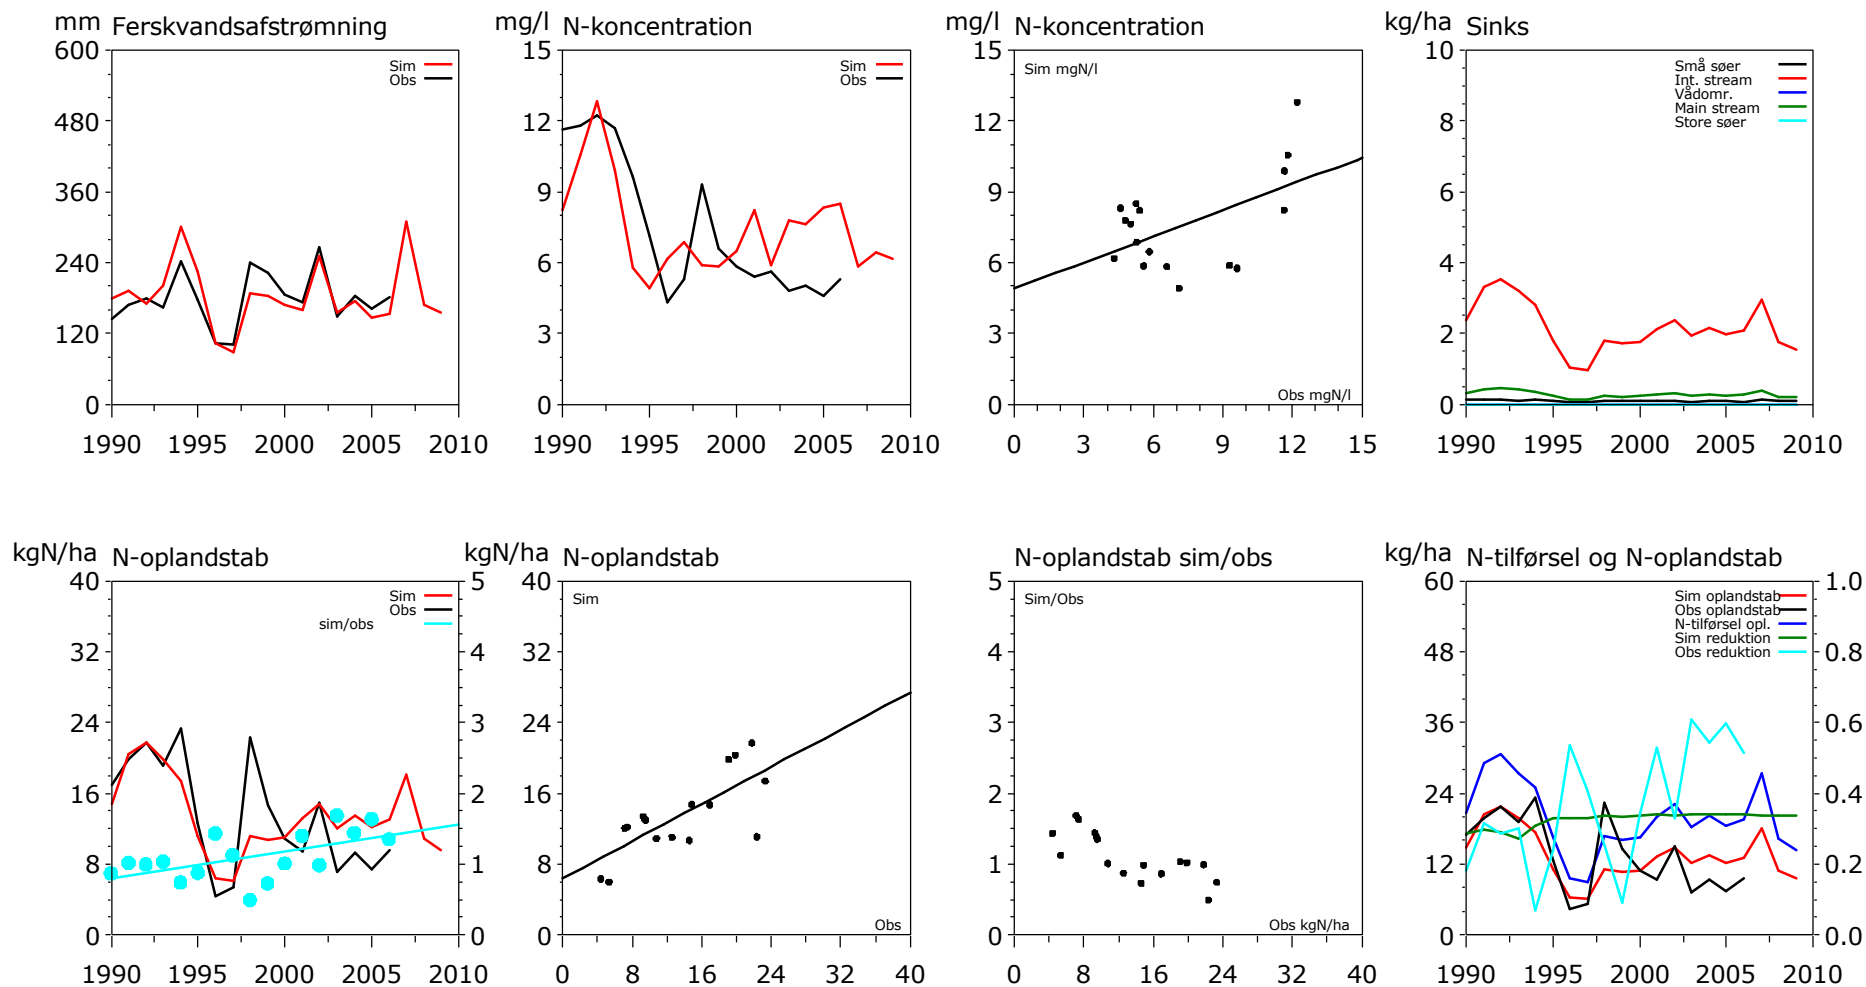 mm Ferskvandsafstrømning
600
480
360
240
120
0
1990 1995 2000 2005 2010
Sim
Obs
mg/l N-koncentration
15
12
9
6
3
0
1990 1995 2000 2005 2010
Sim
Obs
mg/l N-koncentration
15
12
9
6
3
0
0 3 6 9 12 15
Sim mgN/l
Obs mgN/l
kg/ha Sinks
10
8
6
4
2
0
1990 1995 2000 2005 2010
Små søer
Int. stream
Vådomr.
Main stream
Store søer
kgN/ha N-oplandstab
40
32
24
16
8
0
1990 1995 2000 2005 2010
Sim
Obs
sim/obs
5
4
3
2
1
0
kgN/ha N-oplandstab
40
32
24
16
8
0
0 8 16 24 32 40
Sim
Obs
N-oplandstab sim/obs
5
4
3
2
1
0
0 8 16 24 32 40
Sim/Obs
Obs kgN/ha
kg/ha N-tilførsel og N-oplandstab
60
48
36
24
12
0
1990 1995 2000 2005 2010
Sim oplandstab
Obs oplandstab
N-tilførsel opl.
Sim reduktion
Obs reduktion
1.0
0.8
0.6
0.4
0.2
0.0